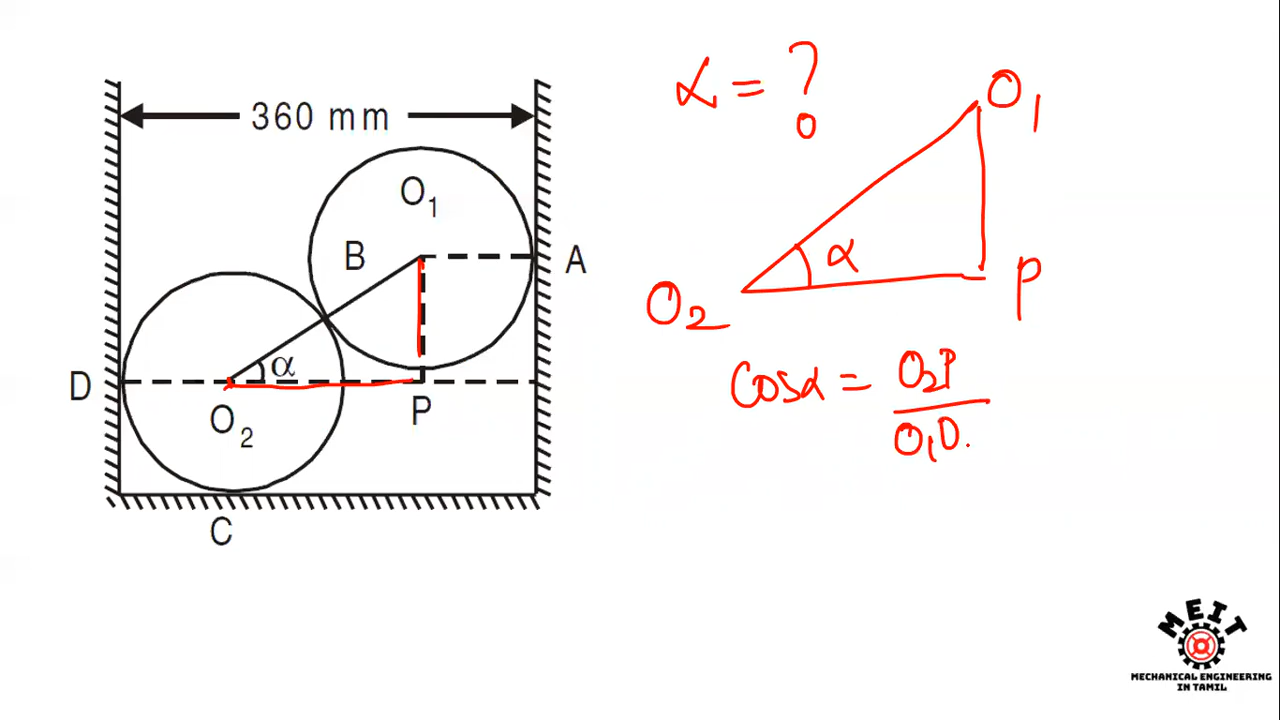 360 mm
O1
B
A
α
D
O2
P
C
α = ?
O1
α
O2
P
Cosα = O2P
O1O.
MEIT
MECHANICAL ENGINEERING
IN TAMIL